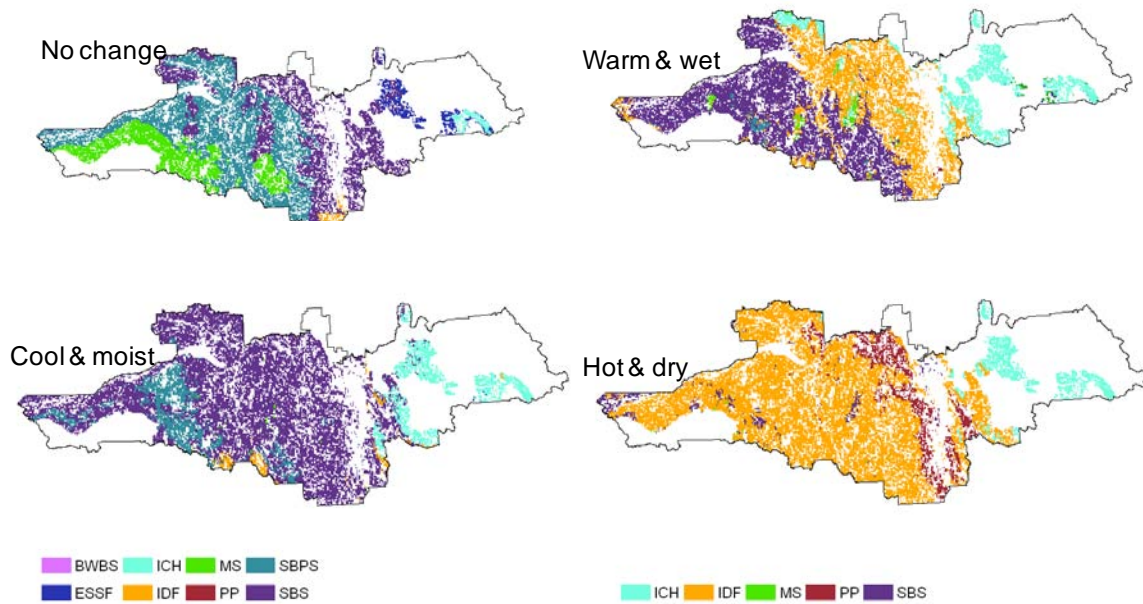 No change
Warm & wet
Cool & moist
Hot & dry
BWBS ICH MS SBPS
ESSF IDF PP SBS
ICH IDF MS PP SBS